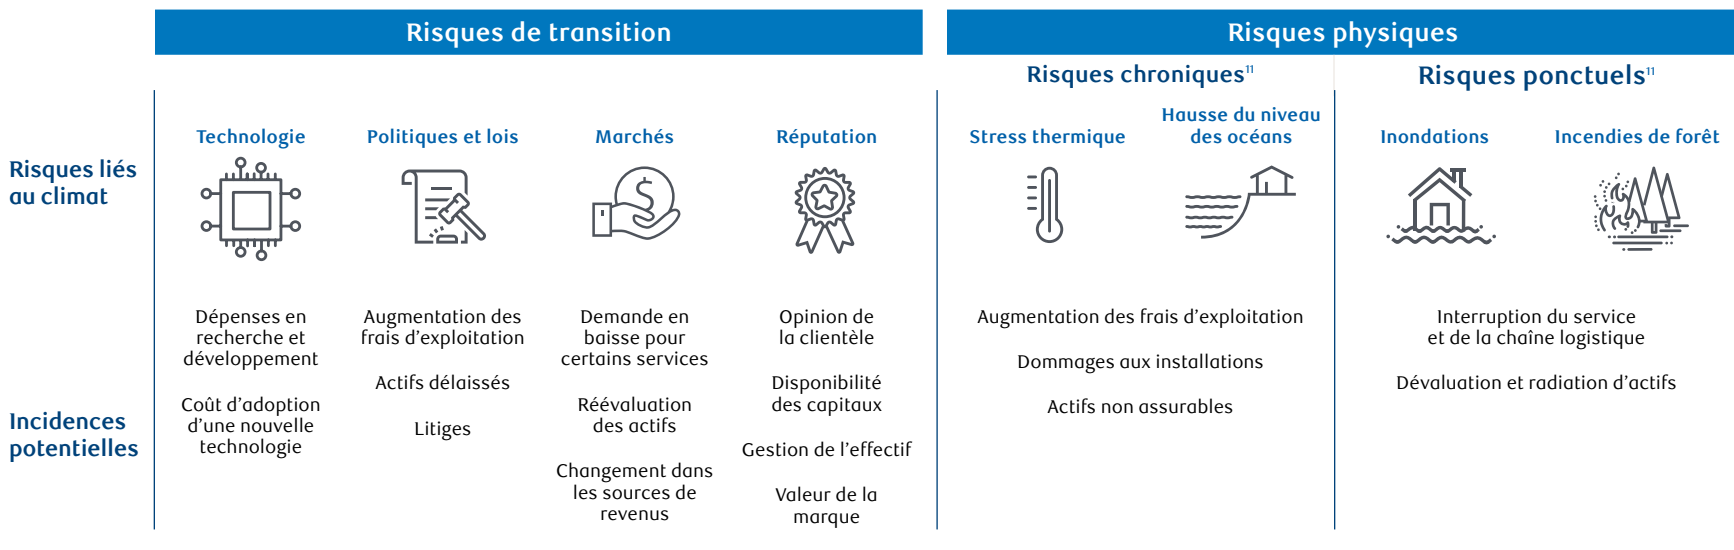 Risques de transition
Risques physiques
Risques chroniques¹¹
Risques ponctuels¹¹
Risques liés
au climat
Technologie
Politiques et lois
Marchés
Réputation
Stress thermique
Hausse du niveau
des océans
Inondations
Incendies de forêt
$
Incidences
potentielles
Dépenses en
recherche et
développement
Coût d’adoption
d’une nouvelle
technologie
Augmentation des
frais d’exploitation
Actifs délaissés
Litiges
Demande en
baisse pour
certains services
Réévaluation
des actifs
Changement dans
les sources de
revenus
Opinion de
la clientèle
Disponibilité
des capitaux
Gestion de l’effectif
Valeur de la
marque
Augmentation des frais d’exploitation
Dommages aux installations
Actifs non assurables
Interruption du service
et de la chaîne logistique
Dévaluation et radiation d’actifs